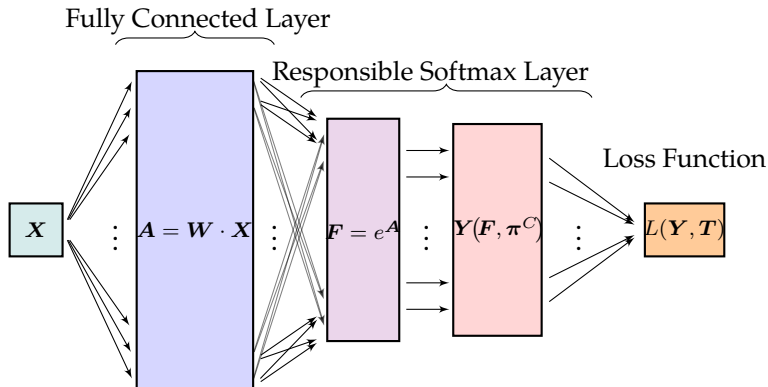 Fully Connected Layer
Responsible Softmax Layer
Loss Function
X
⋮
A = W · X
⋮
F = e^A
⋮
Y(F, π^C)
⋮
L(Y, T)